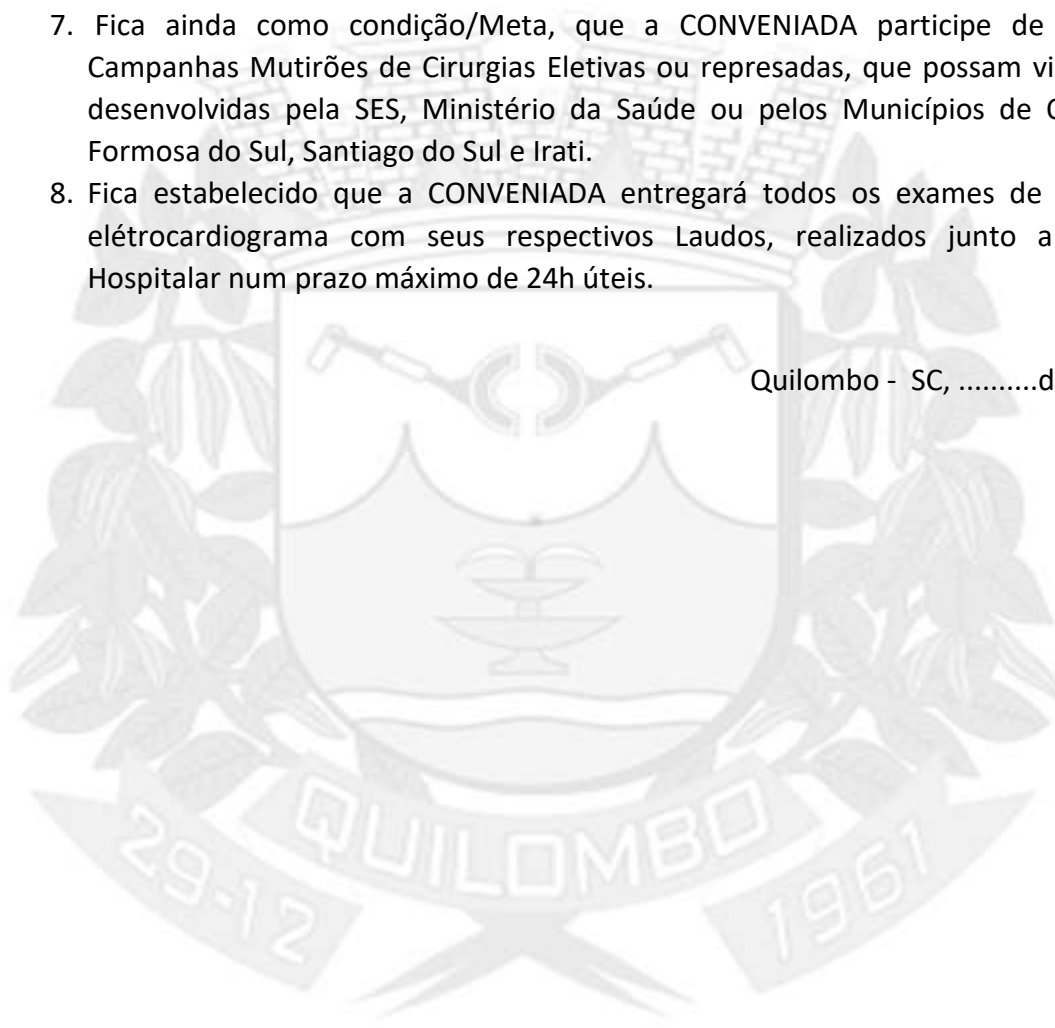 7. Fica ainda como condição/Meta, que a CONVENIADA participe de
Campanhas Mutirões de Cirurgias Eletivas ou represadas, que possam vi
desenvolvidas pela SES, Ministério da Saúde ou pelos Municípios de
Formosa do Sul, Santiago do Sul e Irati.
8. Fica estabelecido que a CONVENIADA entregará todos os exames de
elétrocardiograma com seus respectivos Laudos, realizados junto a
Hospitalar num prazo máximo de 24h úteis.
Quilombo - SC, ..........d
QUILOMBO
29-12 1961